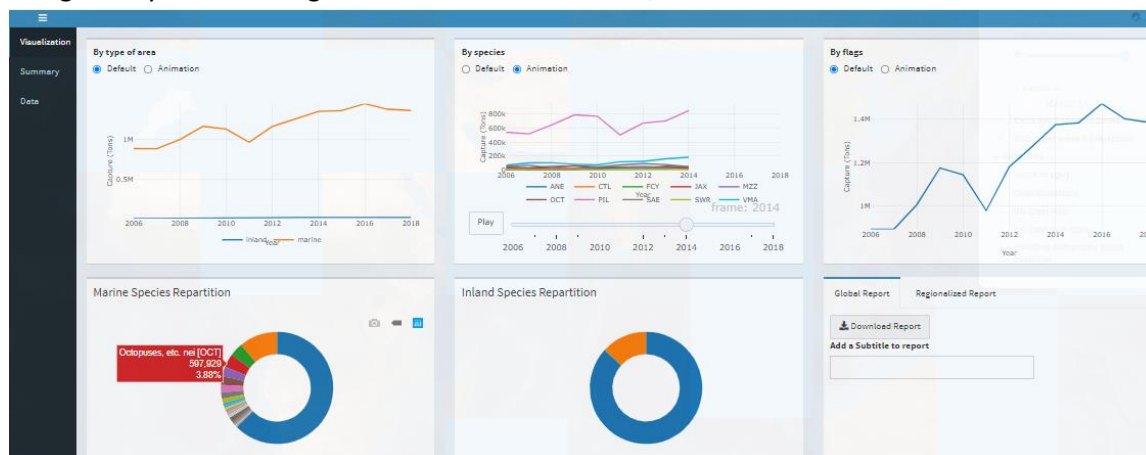 Visualization
Summary
Data
By type of area
Default Animation
Capture (Tons)
1M
0.5M
2006 2008 2010 2012 2014 2016 2018
Year
inland marine
By species
Default Animation
Capture (Tons)
800k
600k
400k
200k
0
2006 2008 2010 2012 2014 2016 2018
Year
ANE CTL FCY JAX MZZ
OCT PIL SAE SWR VMA
frame: 2014
Play
2006 2008 2010 2012 2014 2016 2018
By flags
Default Animation
Capture (Tons)
1.4M
1.2M
1M
2006 2008 2010 2012 2014 2016
Year
Marine Species Repartition
Octopuses, etc. nei [OCT]
597,929
3.88%
Inland Species Repartition
Global Report Regionalized Report
Download Report
Add a Subtitle to report